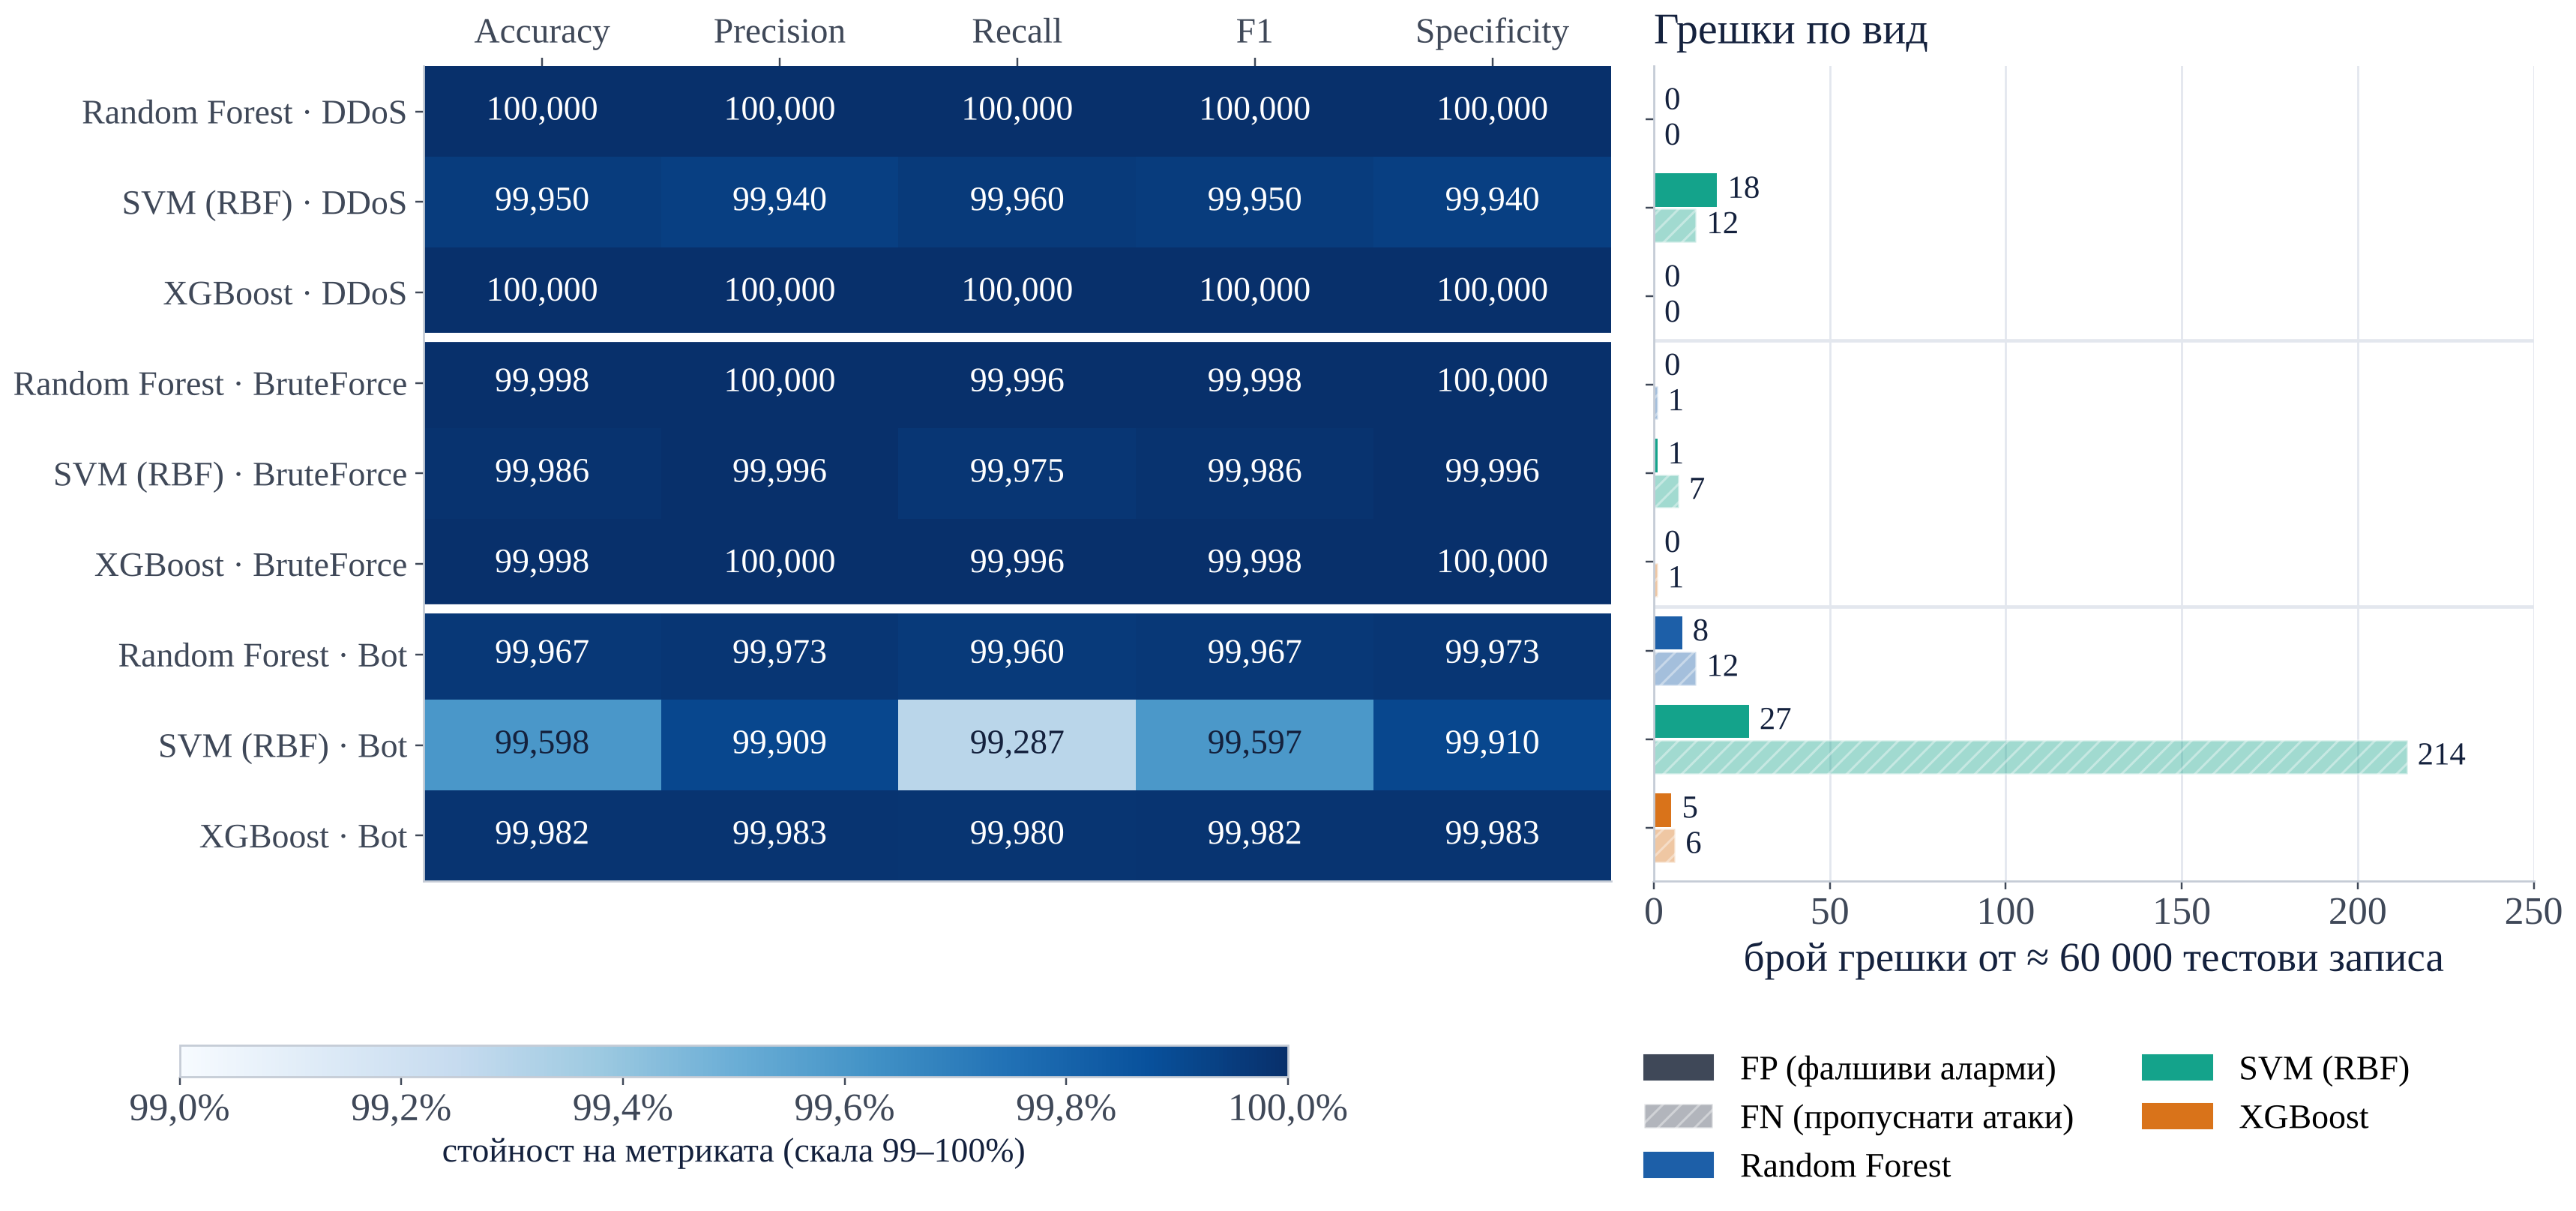 Accuracy Precision Recall F1 Specificity
Random Forest · DDoS 100,000 100,000 100,000 100,000 100,000
SVM (RBF) · DDoS 99,950 99,940 99,960 99,950 99,940
XGBoost · DDoS 100,000 100,000 100,000 100,000 100,000
Random Forest · BruteForce 99,998 100,000 99,996 99,998 100,000
SVM (RBF) · BruteForce 99,986 99,996 99,975 99,986 99,996
XGBoost · BruteForce 99,998 100,000 99,996 99,998 100,000
Random Forest · Bot 99,967 99,973 99,960 99,967 99,973
SVM (RBF) · Bot 99,598 99,909 99,287 99,597 99,910
XGBoost · Bot 99,982 99,983 99,980 99,982 99,983
99,0% 99,2% 99,4% 99,6% 99,8% 100,0%
стойност на метриката (скала 99–100%)
Грешки по вид
0
0
18
12
0
0
0
1
1
7
0
1
8
12
27
214
5
6
0 50 100 150 200 250
брой грешки от ≈ 60 000 тестови записа
FP (фалшиви аларми)
FN (пропуснати атаки)
Random Forest
SVM (RBF)
XGBoost